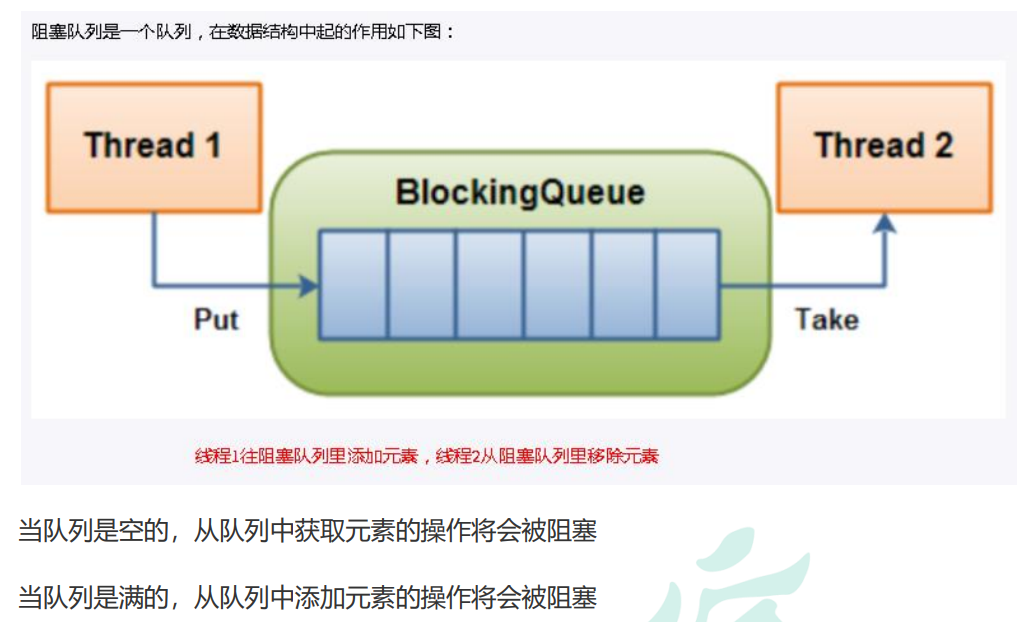 阻塞队列是一个队列，在数据结构中起的作用如下图：
Thread 1
Thread 2
BlockingQueue
Put
Take
线程1往阻塞队列里添加元素，线程2从阻塞队列里移除元素
当队列是空的，从队列中获取元素的操作将会被阻塞
当队列是满的，从队列中添加元素的操作将会被阻塞